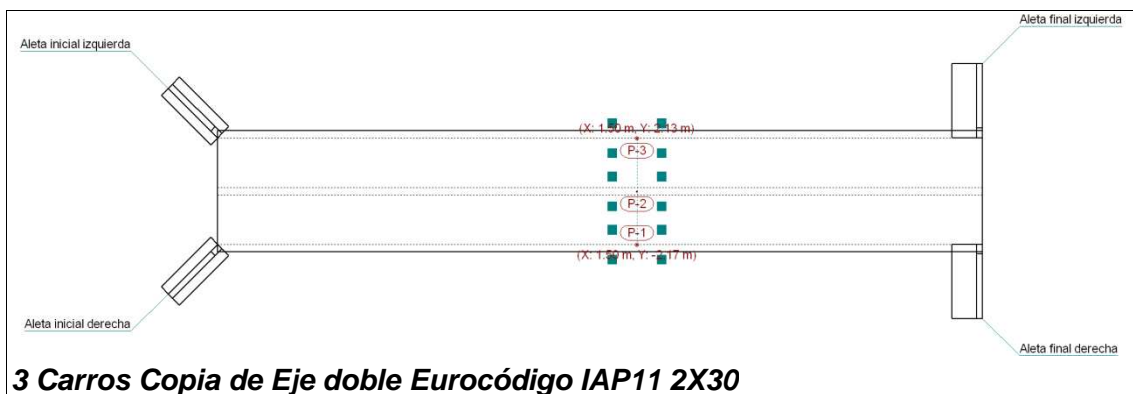 Aleta final izquierda
Aleta inicial izquierda
(X: 1.50 m, Y: 2.13 m)
P-3
P-2
P-1
(X: 1.50 m, Y: -2.17 m)
Aleta inicial derecha
Aleta final derecha
3 Carros Copia de Eje doble Eurocódigo IAP11 2X30